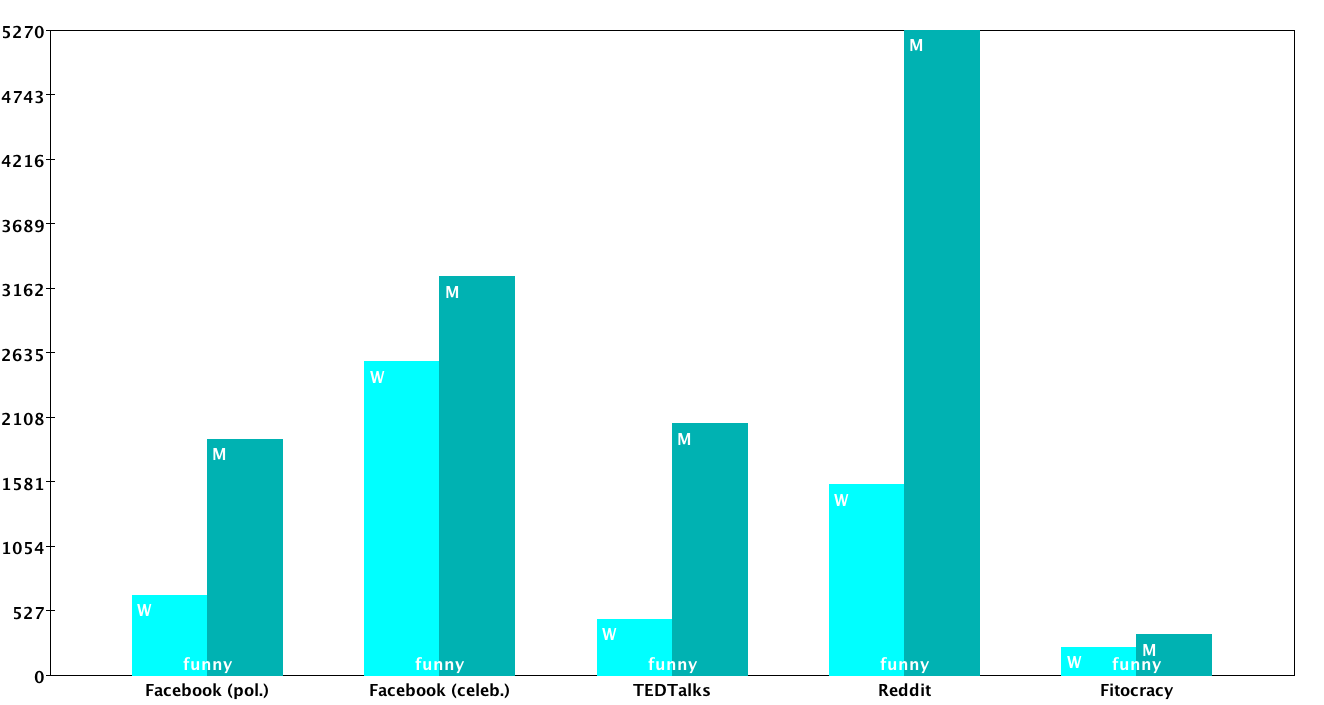 5270
4743
4216
3689
3162
2635
2108
1581
1054
527
0
W
M
funny
W
M
funny
W
M
funny
W
M
funny
W
M
funny
Facebook (pol.)
Facebook (celeb.)
TEDTalks
Reddit
Fitocracy